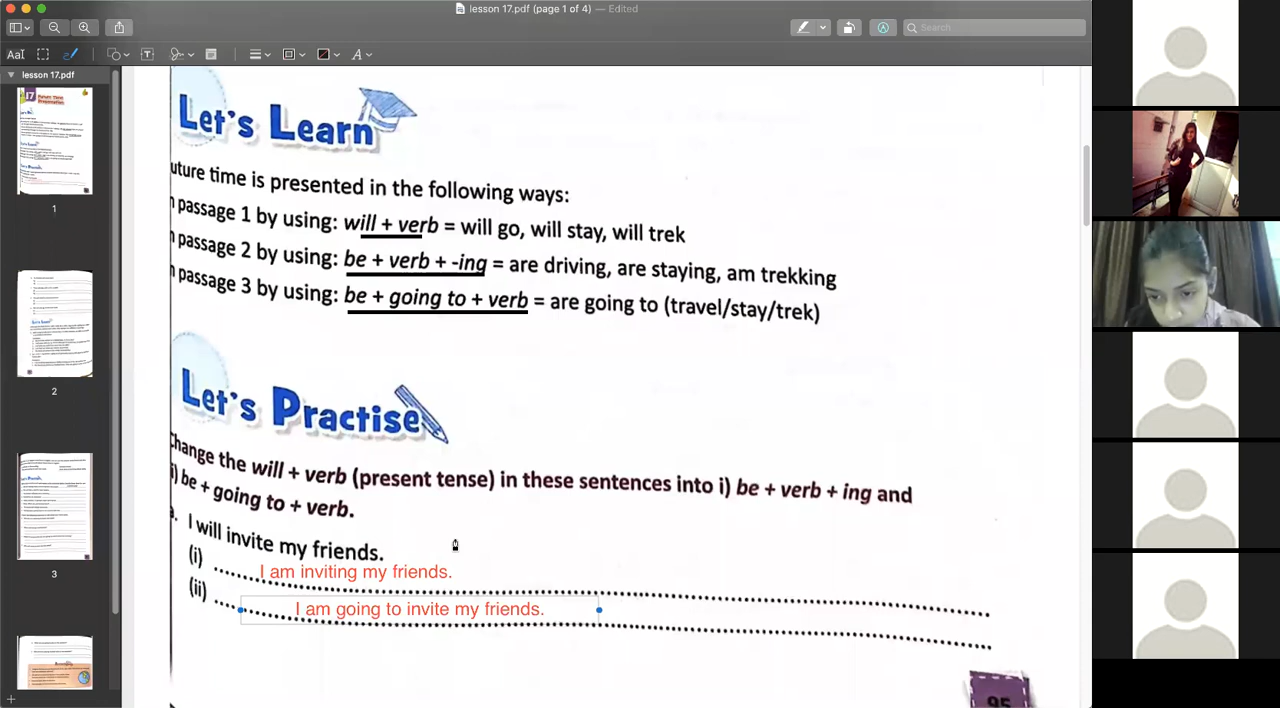 lesson 17.pdf (page 1 of 4) — Edited
Search
AaI
T
A
lesson 17.pdf
1
2
3
Let's Learn
uture time is presented in the following ways:
n passage 1 by using: will + verb = will go, will stay, will trek
n passage 2 by using: be + verb + -ing = are driving, are staying, am trekking
n passage 3 by using: be + going to + verb = are going to (travel/stay/trek)
Let's Practise
Change the will + verb (present tense) in these sentences into i) be + verb + ing and
i) be + going to + verb.
a. I will invite my friends.
(i) I am inviting my friends.
(ii) I am going to invite my friends.
95